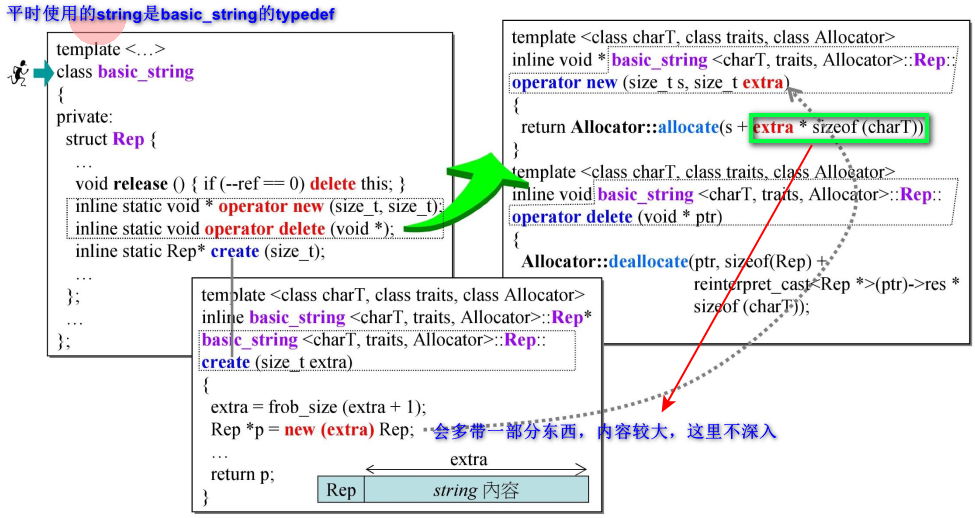 平时使用的string是basic_string的typedef
template <…>
class basic_string
{
private:
struct Rep {
…
void release () { if (--ref == 0) delete this; }
inline static void * operator new (size_t, size_t);
inline static void operator delete (void *);
inline static Rep* create (size_t);
…
};
…
};
template <class charT, class traits, class Allocator>
inline void * basic_string <charT, traits, Allocator>::Rep::
operator new (size_t s, size_t extra)
{
return Allocator::allocate(s + extra * sizeof (charT))
}
template <class charT, class traits, class Allocator>
inline void basic_string <charT, traits, Allocator>::Rep::
operator delete (void * ptr)
{
Allocator::deallocate(ptr, sizeof(Rep) +
reinterpret_cast<Rep *>(ptr)->res *
sizeof (charT));
}
template <class charT, class traits, class Allocator>
inline basic_string <charT, traits, Allocator>::Rep*
basic_string <charT, traits, Allocator>::Rep::
create (size_t extra)
{
extra = frob_size (extra + 1);
Rep *p = new (extra) Rep;
会多带一部分东西，内容较大，这里不深入
…
return p;
}
extra
Rep
string 內容